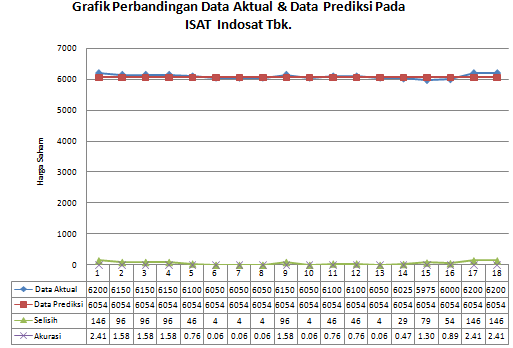 Grafik Perbandingan Data Aktual & Data Prediksi Pada
ISAT Indosat Tbk.
7000
6000
5000
4000
3000
2000
1000
0
Harga Saham
1 2 3 4 5 6 7 8 9 10 11 12 13 14 15 16 17 18
Data Aktual 6200 6150 6150 6150 6100 6050 6050 6050 6150 6050 6100 6100 6050 6025 5975 6000 6200 6200
Data Prediksi 6054 6054 6054 6054 6054 6054 6054 6054 6054 6054 6054 6054 6054 6054 6054 6054 6054 6054
Selisih 146 96 96 96 46 4 4 4 96 4 46 46 4 29 79 54 146 146
Akurasi 2.41 1.58 1.58 1.58 0.76 0.06 0.06 0.06 1.58 0.06 0.76 0.76 0.06 0.47 1.30 0.89 2.41 2.41